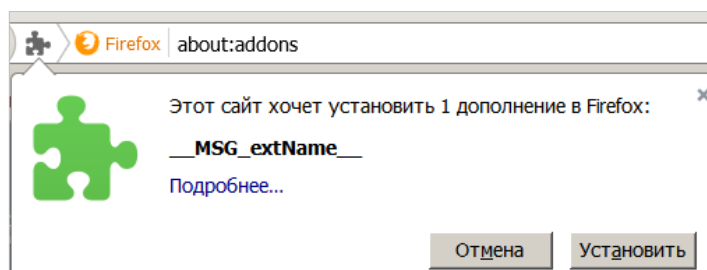 Firefox about:addons
Этот сайт хочет установить 1 дополнение в Firefox:
__MSG_extName__
Подробнее...
Отмена Установить